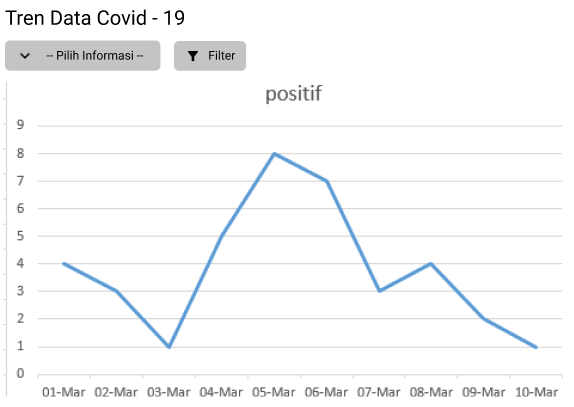 Tren Data Covid - 19
-- Pilih Informasi --
Filter
positif
9
8
7
6
5
4
3
2
1
0
01-Mar 02-Mar 03-Mar 04-Mar 05-Mar 06-Mar 07-Mar 08-Mar 09-Mar 10-Mar